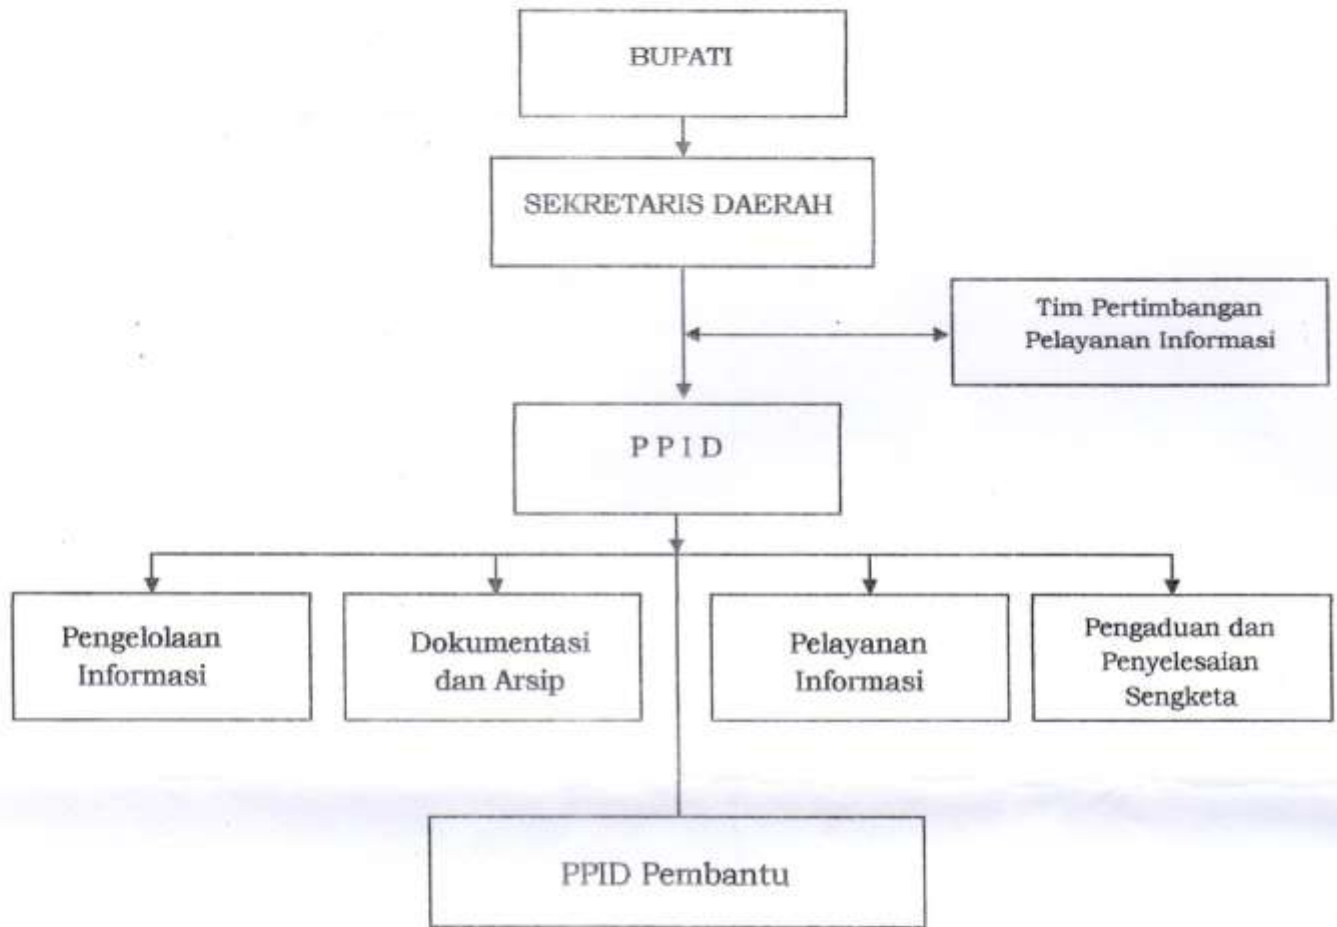 BUPATI
SEKRETARIS DAERAH
Tim Pertimbangan
Pelayanan Informasi
P P I D
Pengelolaan
Informasi
Dokumentasi
dan Arsip
Pelayanan
Informasi
Pengaduan dan
Penyelesaian
Sengketa
PPID Pembantu